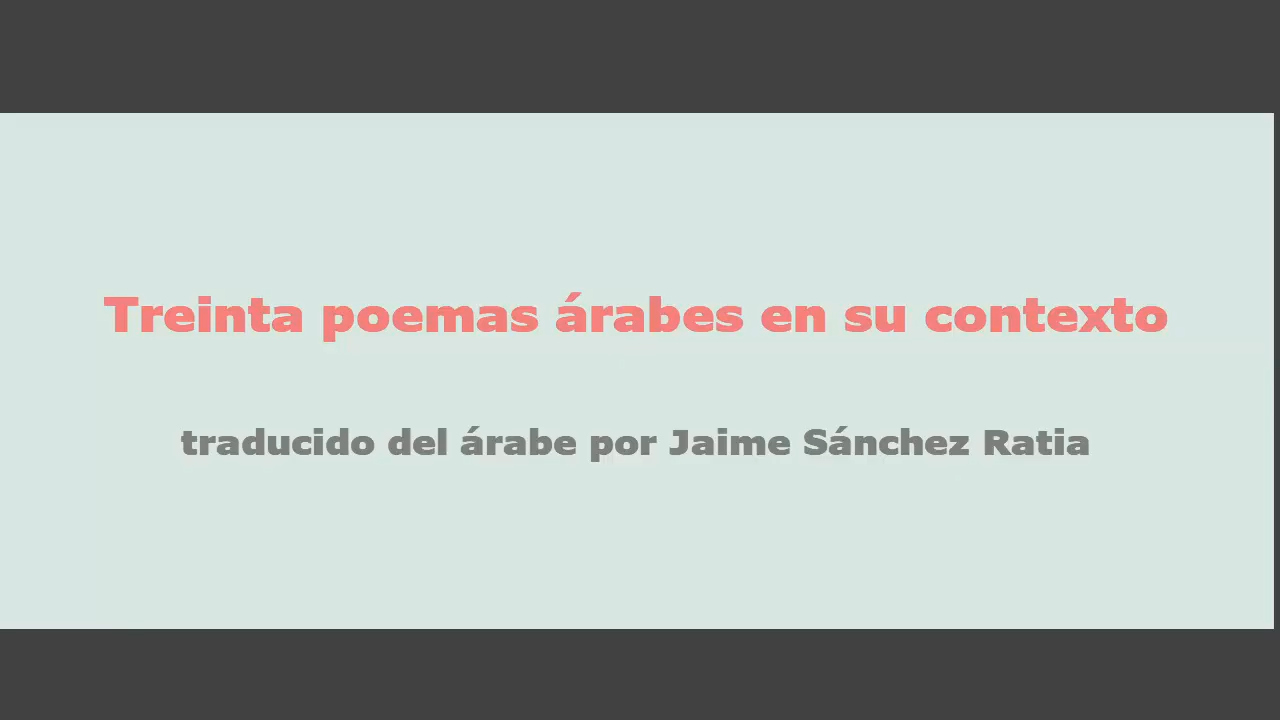 Treinta poemas árabes en su contexto
traducido del árabe por Jaime Sánchez Ratia